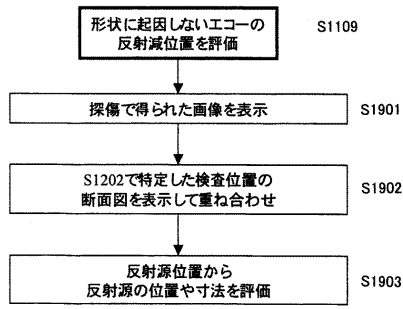 形状に起因しないエコーの
反射減位置を評価
S1109
探傷で得られた画像を表示
S1901
S1202で特定した検査位置の
断面図を表示して重ね合わせ
S1902
反射源位置から
反射源の位置や寸法を評価
S1903